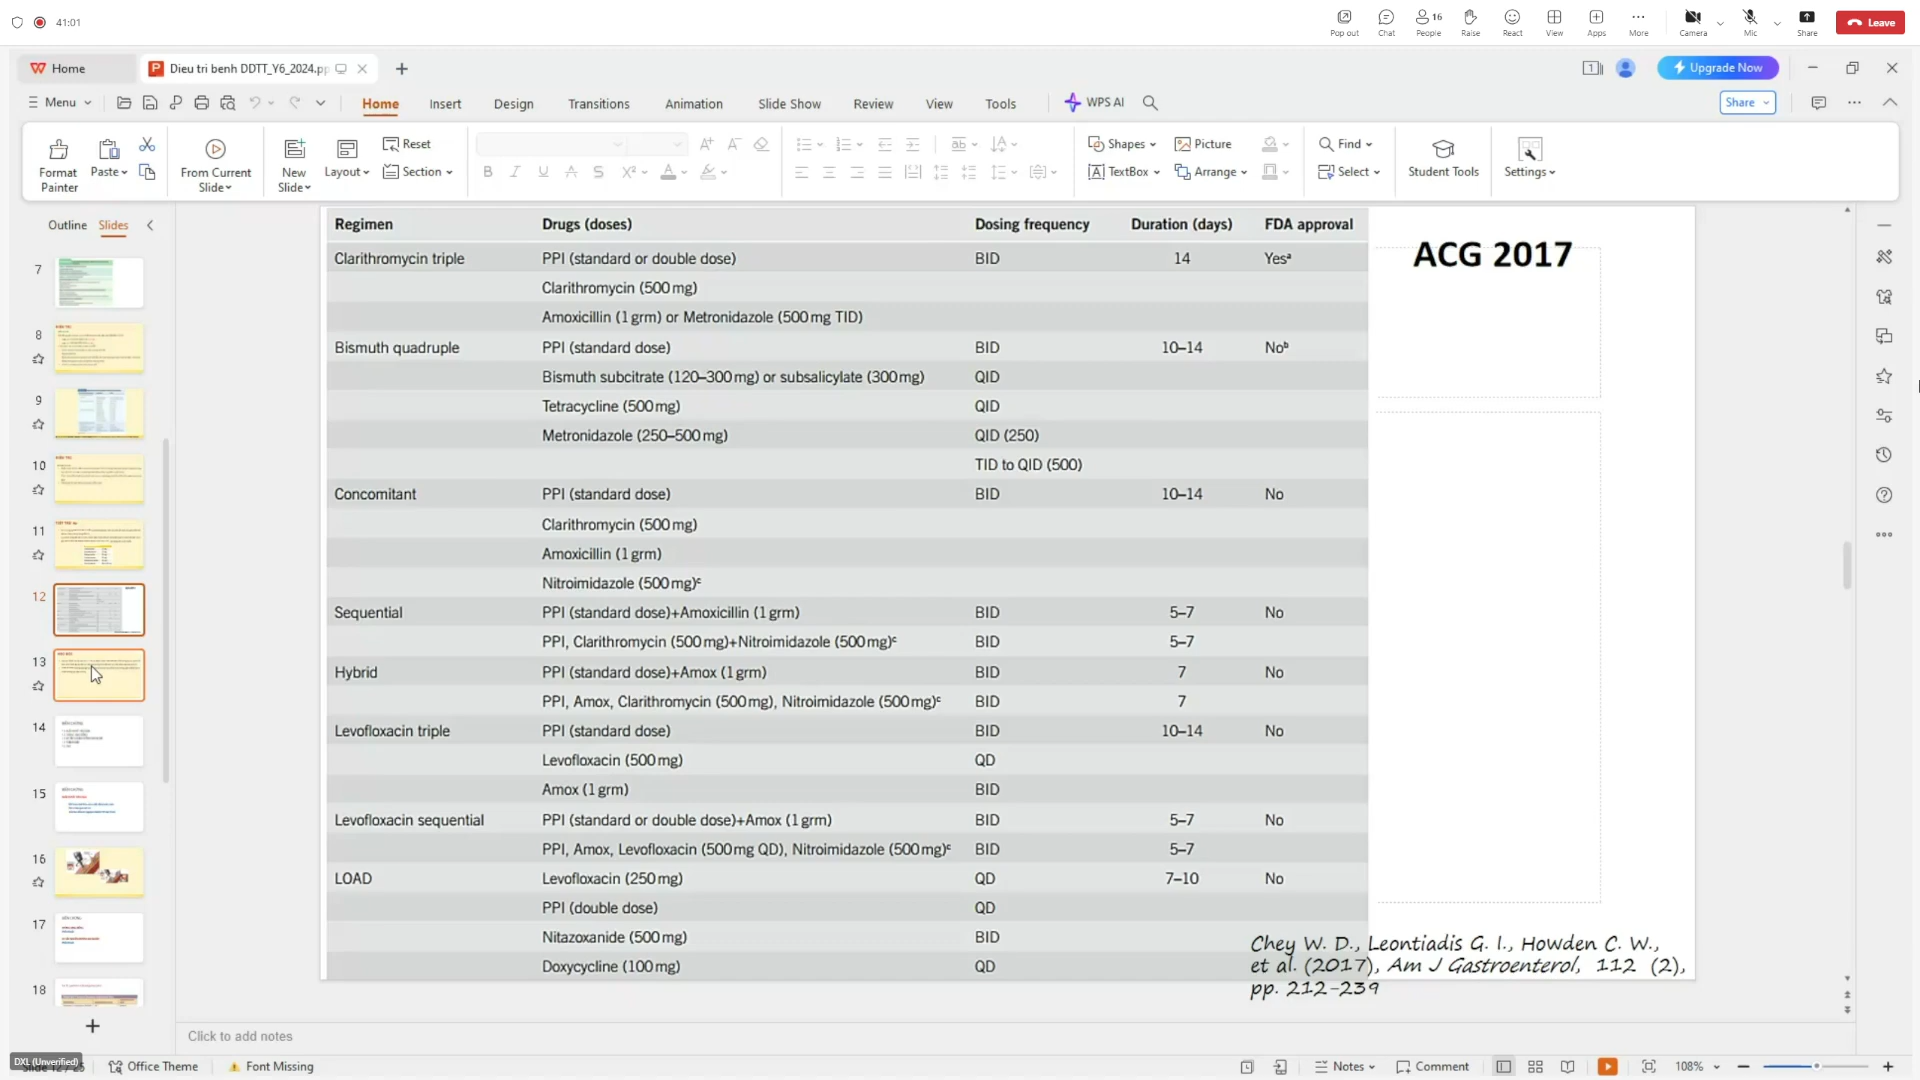 41:01
Pop out Chat 16 People Raise React View Apps More Camera Mic Share Leave
Home Dieu tri benh DDTT_Y6_2024.pp Upgrade Now
Menu Home Insert Design Transitions Animation Slide Show Review View Tools WPS AI Share
Format Painter Paste From Current Slide New Slide Layout Reset Section Shapes Picture TextBox Arrange Find Select Student Tools Settings
Outline Slides
7
8
9
10
11
12
13
14
15
16
17
18
Regimen Drugs (doses) Dosing frequency Duration (days) FDA approval
ACG 2017
Clarithromycin triple PPI (standard or double dose) BID 14 Yesᵃ
Clarithromycin (500 mg)
Amoxicillin (1 grm) or Metronidazole (500 mg TID)
Bismuth quadruple PPI (standard dose) BID 10–14 Noᵇ
Bismuth subcitrate (120–300 mg) or subsalicylate (300 mg) QID
Tetracycline (500 mg) QID
Metronidazole (250–500 mg) QID (250)
TID to QID (500)
Concomitant PPI (standard dose) BID 10–14 No
Clarithromycin (500 mg)
Amoxicillin (1 grm)
Nitroimidazole (500 mg)ᶜ
Sequential PPI (standard dose)+Amoxicillin (1 grm) BID 5–7 No
PPI, Clarithromycin (500 mg)+Nitroimidazole (500 mg)ᶜ BID 5–7
Hybrid PPI (standard dose)+Amox (1 grm) BID 7 No
PPI, Amox, Clarithromycin (500 mg), Nitroimidazole (500 mg)ᶜ BID 7
Levofloxacin triple PPI (standard dose) BID 10–14 No
Levofloxacin (500 mg) QD
Amox (1 grm) BID
Levofloxacin sequential PPI (standard or double dose)+Amox (1 grm) BID 5–7 No
PPI, Amox, Levofloxacin (500 mg QD), Nitroimidazole (500 mg)ᶜ BID 5–7
LOAD Levofloxacin (250 mg) QD 7–10 No
PPI (double dose) QD
Nitazoxanide (500 mg) BID
Doxycycline (100 mg) QD
Chey W. D., Leontiadis G. I., Howden C. W.,
et al. (2017), Am J Gastroenterol, 112 (2),
pp. 212-239
Click to add notes
DXL (Unverified)
Office Theme Font Missing Notes Comment 108%